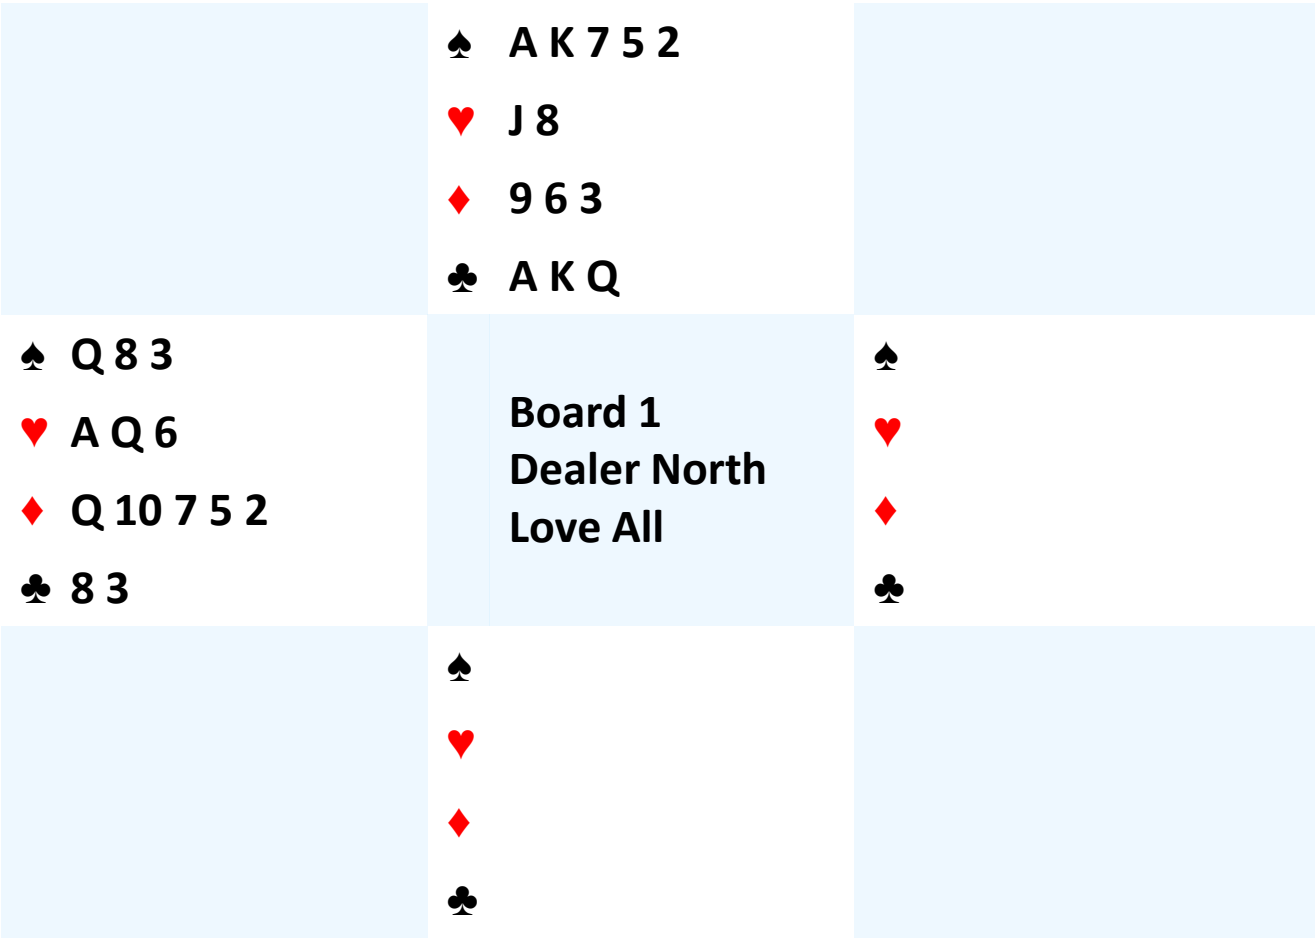 ♠ A K 7 5 2
♥ J 8
♦ 9 6 3
♣ A K Q
♠ Q 8 3
♥ A Q 6
♦ Q 10 7 5 2
♣ 8 3
Board 1
Dealer North
Love All
♠
♥
♦
♣
♠
♥
♦
♣